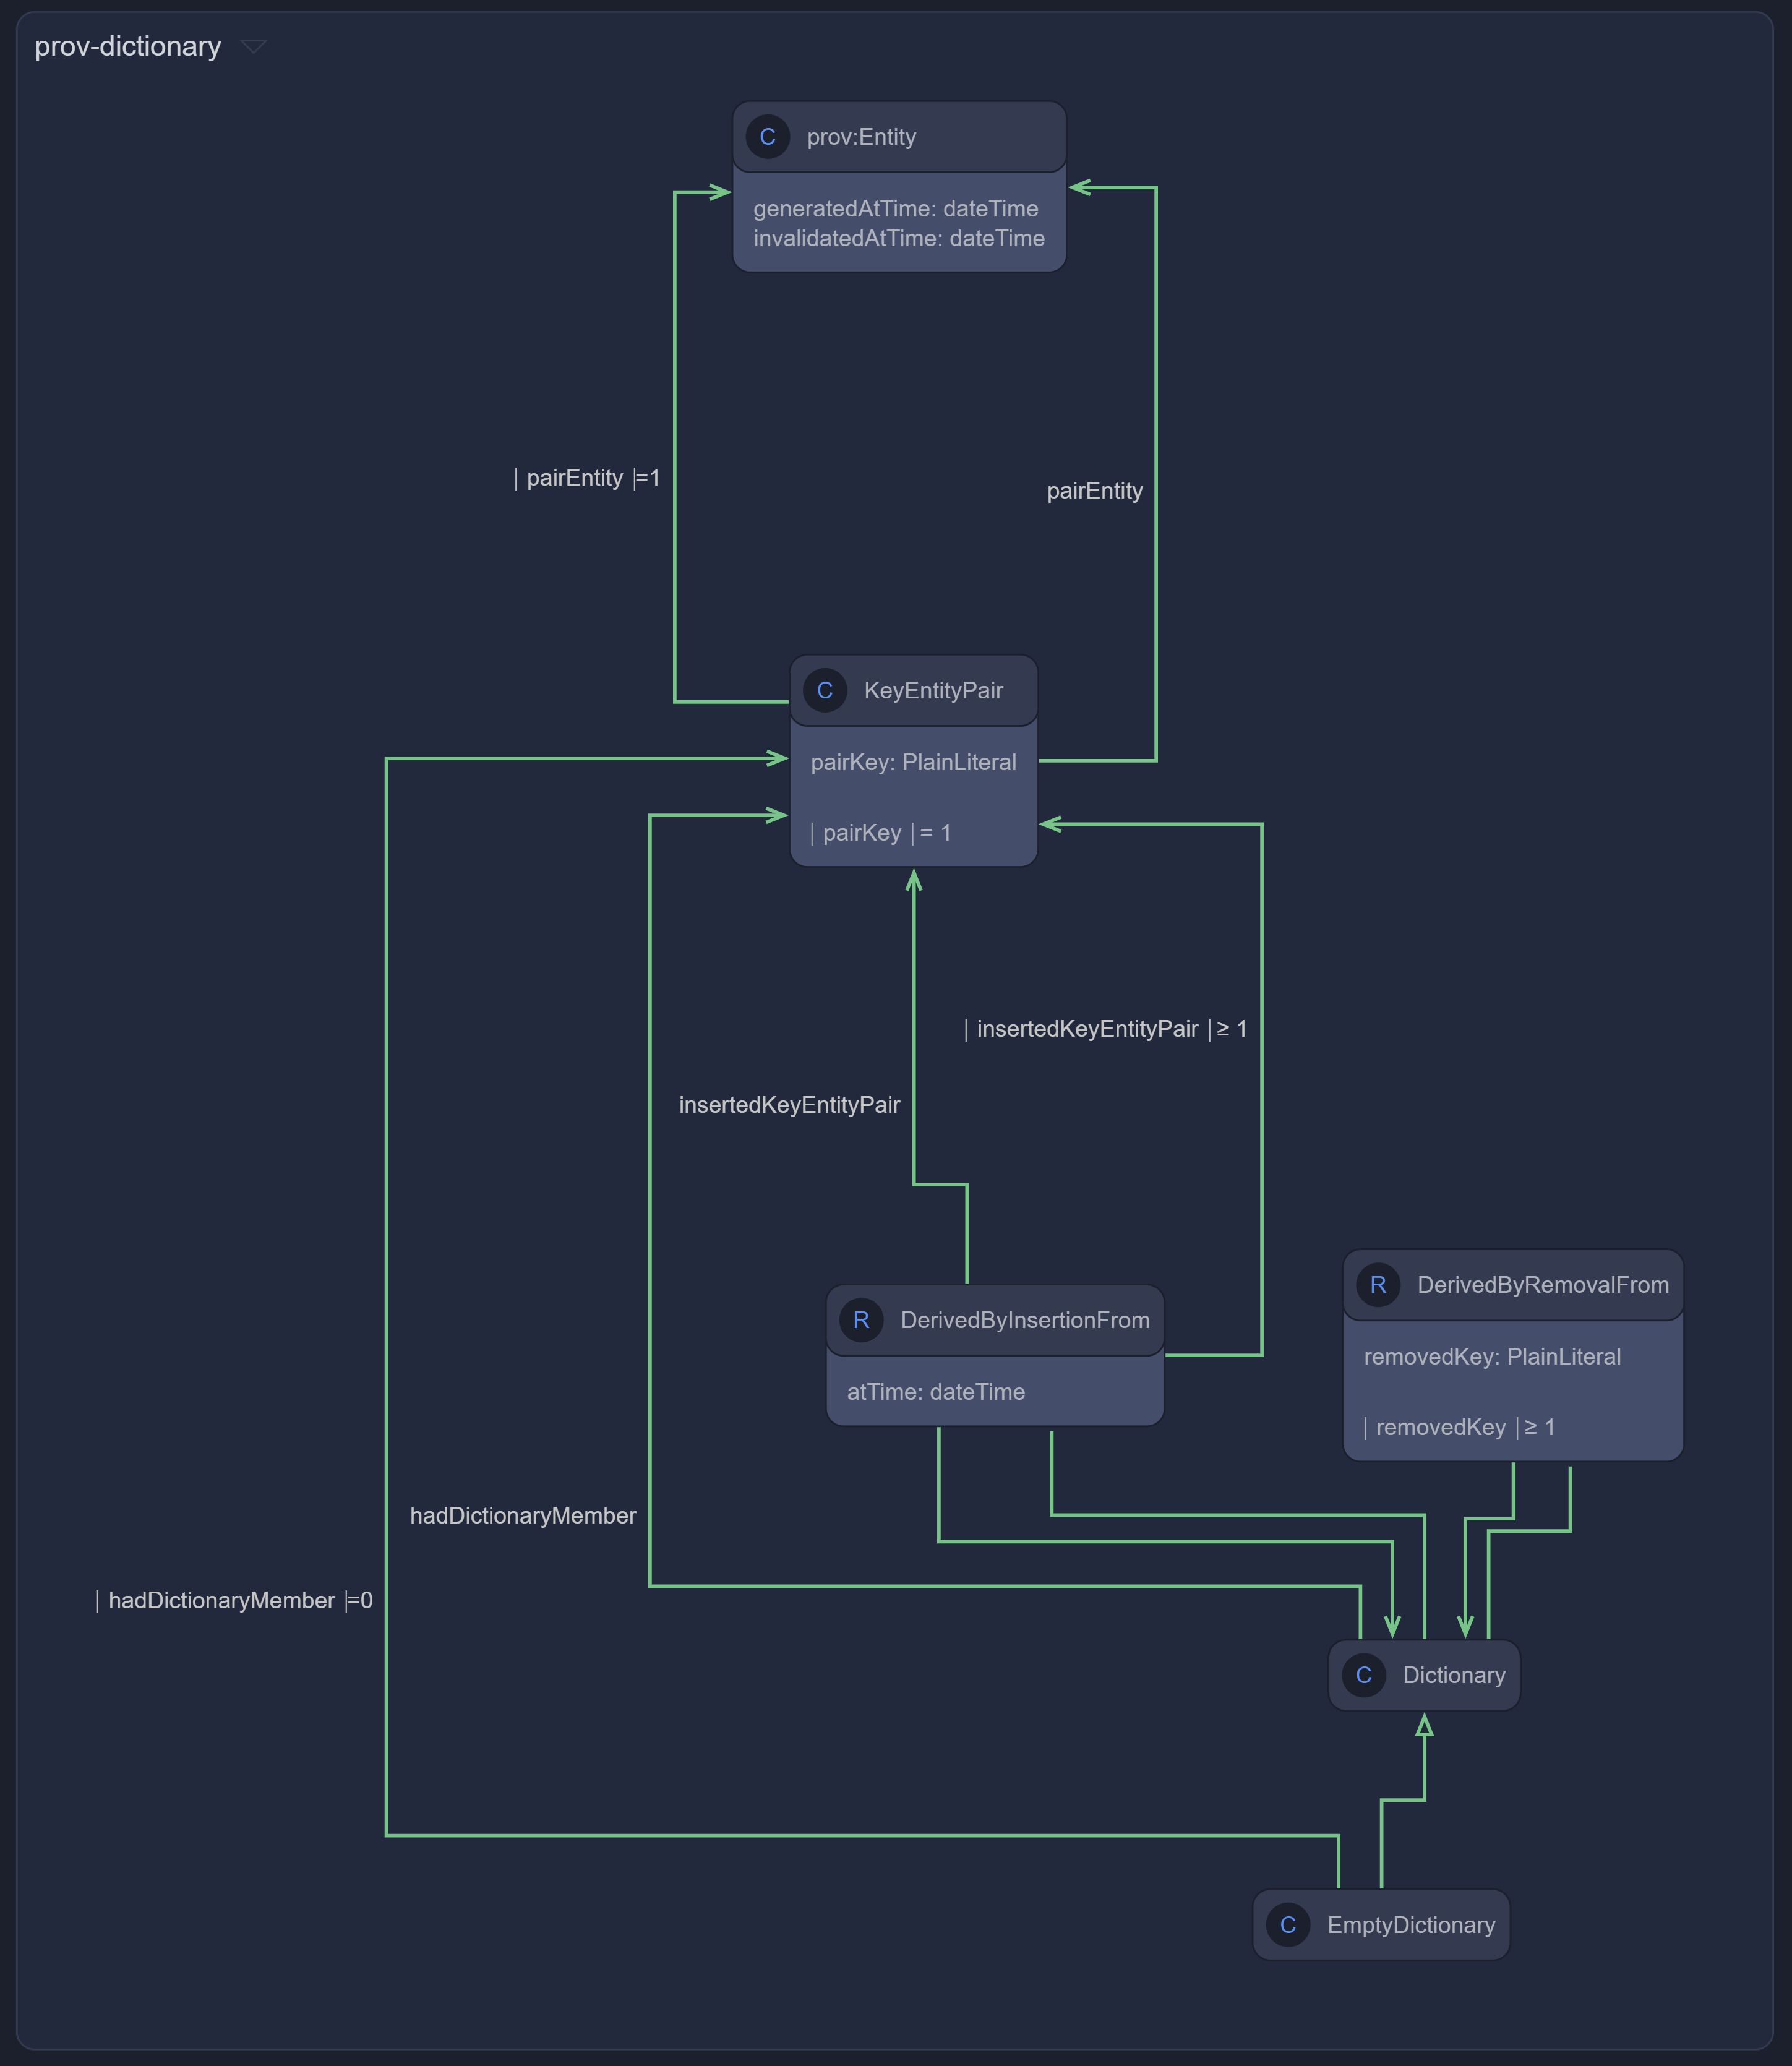 prov-dictionary
C prov:Entity
generatedAtTime: dateTime
invalidatedAtTime: dateTime
| pairEntity |=1
pairEntity
C KeyEntityPair
pairKey: PlainLiteral
| pairKey | = 1
| insertedKeyEntityPair | ≥ 1
insertedKeyEntityPair
R DerivedByInsertionFrom
atTime: dateTime
R DerivedByRemovalFrom
removedKey: PlainLiteral
| removedKey | ≥ 1
hadDictionaryMember
| hadDictionaryMember |=0
C Dictionary
C EmptyDictionary